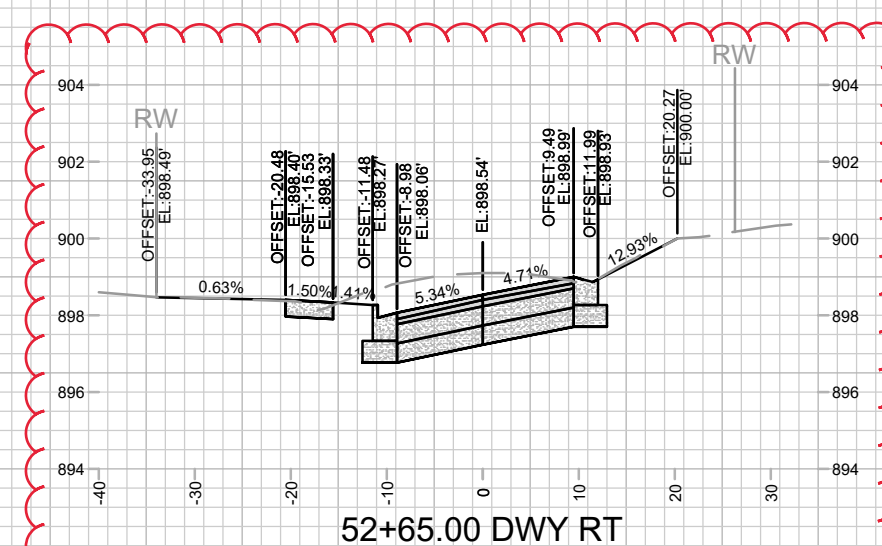 RW
RW
904
904
902
902
900
900
898
898
896
896
894
894
OFFSET:-33.95
EL:898.49'
OFFSET:-20.48
EL:898.40'
OFFSET:-15.53
EL:898.33'
OFFSET:-11.48
EL:898.27'
OFFSET:-8.98
EL:898.06'
EL:898.54'
OFFSET:9.49
EL:898.99'
OFFSET:11.99
EL:898.93'
OFFSET:20.27
EL:900.00'
0.63%
1.50%
1.41%
5.34%
4.71%
12.93%
-40
-30
-20
-10
0
10
20
30
52+65.00 DWY RT